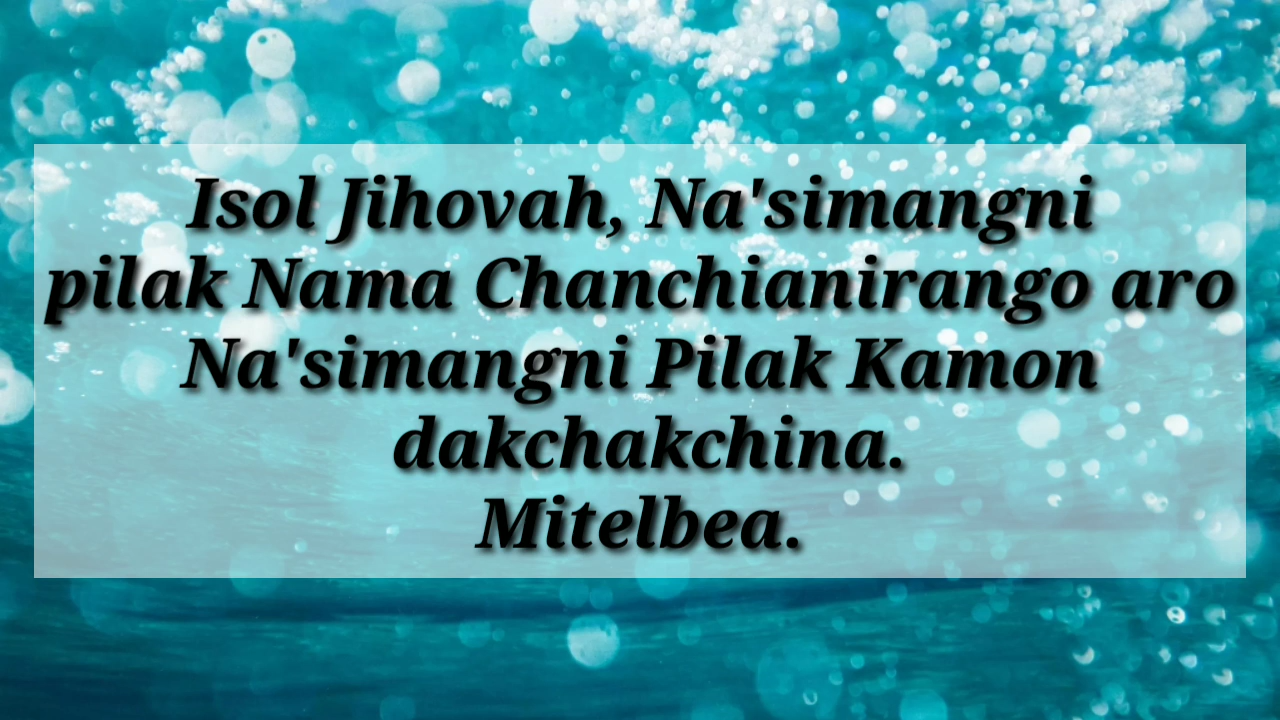 Isol Jihovah, Na'simangni
pilak Nama Chanchianirango aro
Na'simangni Pilak Kamon
dakchakchina.
Mitelbea.